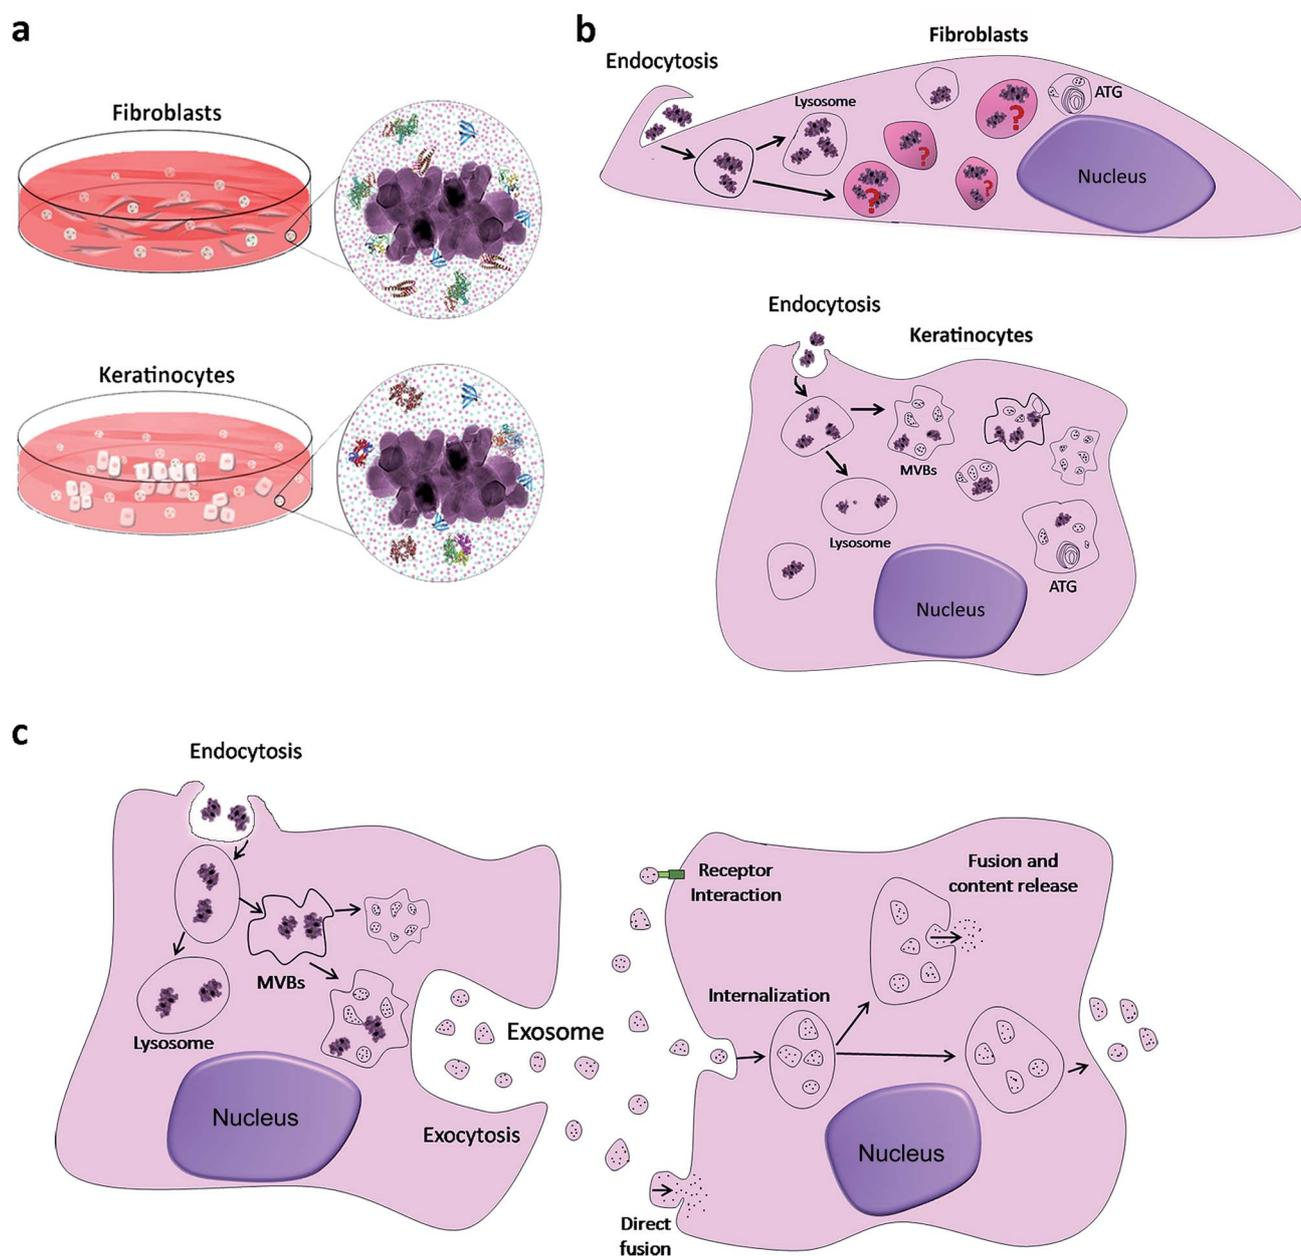 a
Fibroblasts
Keratinocytes
b
Fibroblasts
Endocytosis
Lysosome
ATG
?
?
?
?
Nucleus
Endocytosis
Keratinocytes
MVBs
Lysosome
ATG
Nucleus
c
Endocytosis
MVBs
Lysosome
Nucleus
Exosome
Exocytosis
Receptor
Interaction
Fusion and
content release
Internalization
Nucleus
Direct
fusion